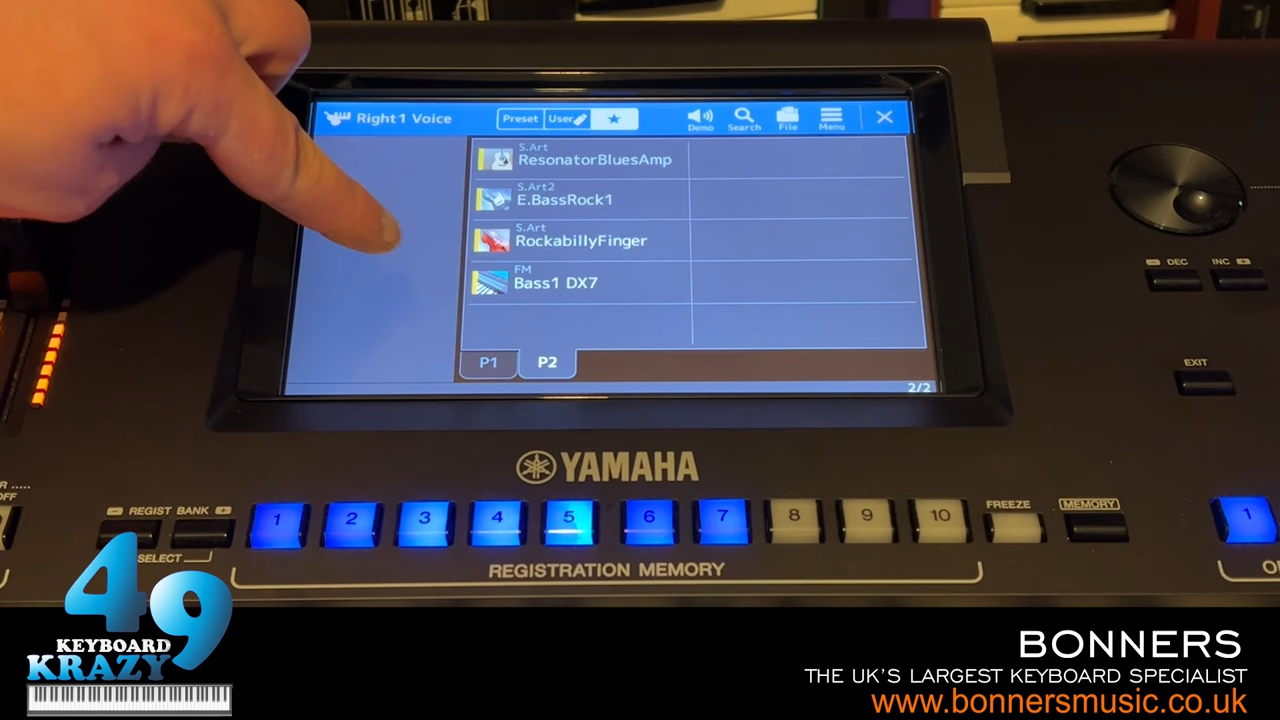 Right1 Voice
Preset User
Demo Search File Menu
S.Art
ResonatorBluesAmp
S.Art2
E.BassRock1
S.Art
RockabillyFinger
FM
Bass1 DX7
P1 P2
2/2
DEC INC
EXIT
YAMAHA
REGIST BANK
SELECT
1 2 3 4 5 6 7 8 9 10
FREEZE
MEMORY
1
OFF
REGISTRATION MEMORY
49
KEYBOARD
KRAZY
BONNERS
THE UK'S LARGEST KEYBOARD SPECIALIST
www.bonnersmusic.co.uk